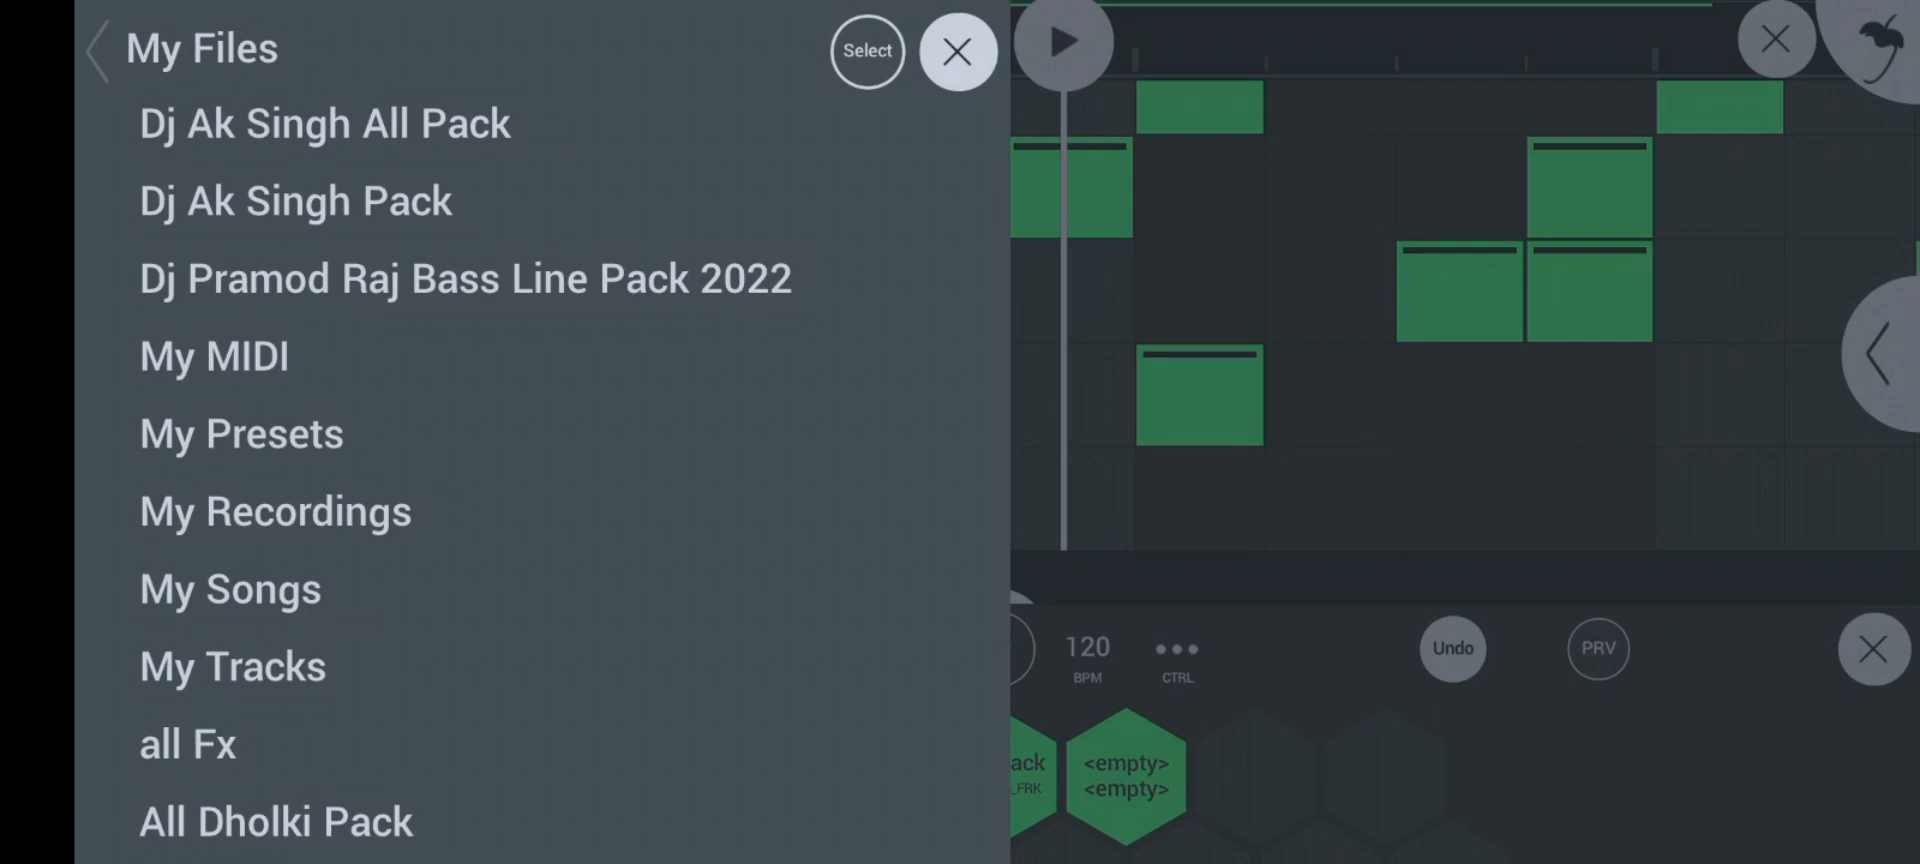 My Files
Select
Dj Ak Singh All Pack
Dj Ak Singh Pack
Dj Pramod Raj Bass Line Pack 2022
My MIDI
My Presets
My Recordings
My Songs
My Tracks
all Fx
All Dholki Pack
120
BPM
CTRL
Undo
PRV
ack
_FRK
<empty>
<empty>